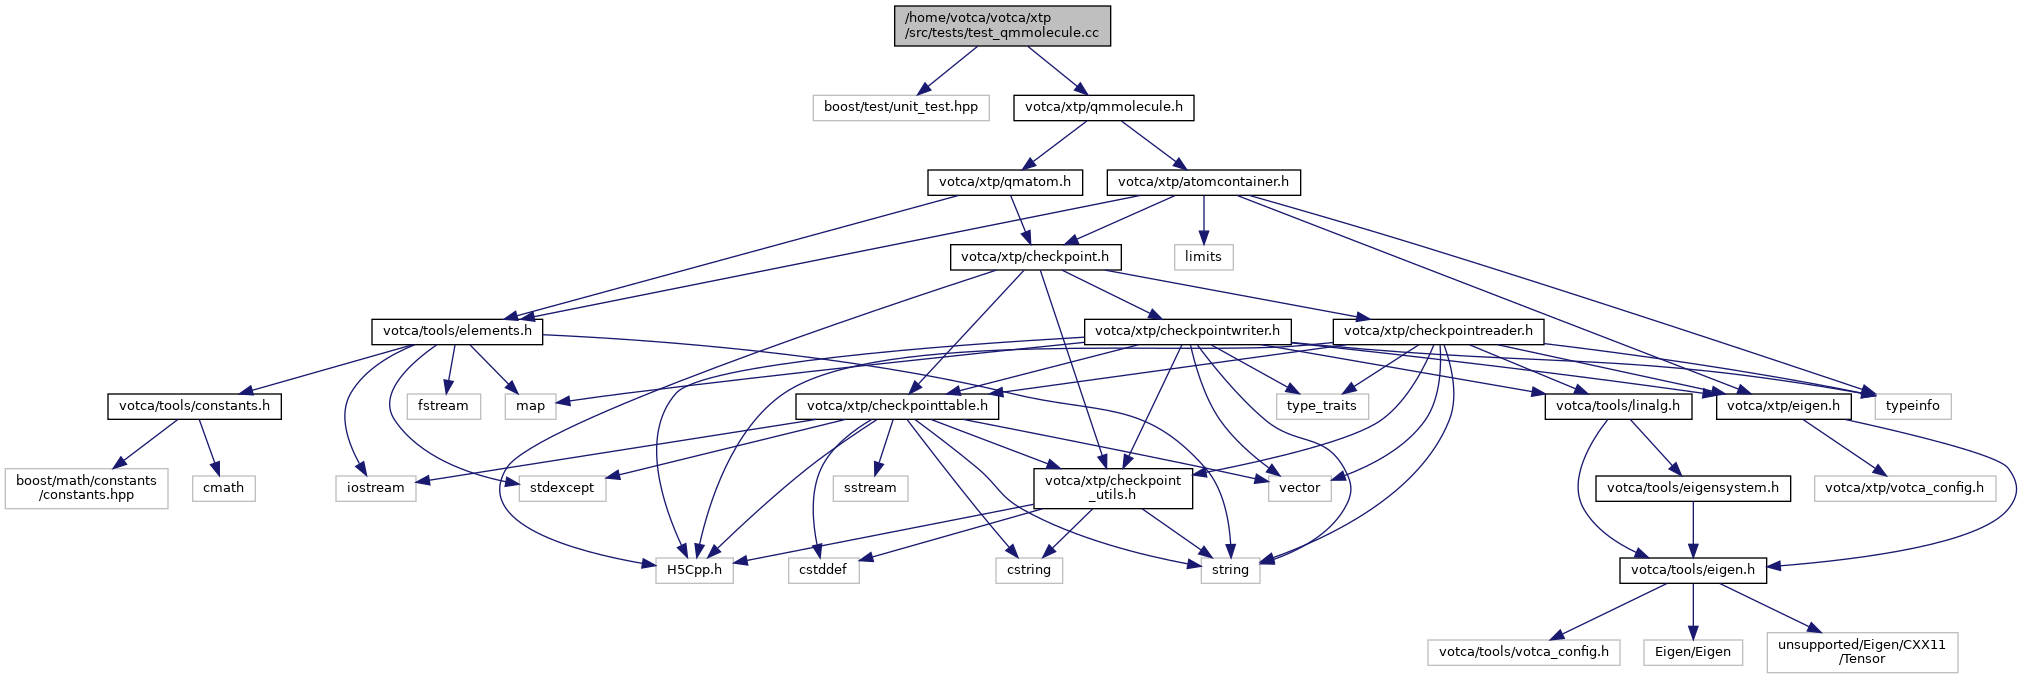 /home/votca/votca/xtp
/src/tests/test_qmmolecule.cc
boost/test/unit_test.hpp
votca/xtp/qmmolecule.h
votca/xtp/qmatom.h
votca/xtp/atomcontainer.h
votca/xtp/checkpoint.h
limits
votca/tools/elements.h
votca/xtp/checkpointwriter.h
votca/xtp/checkpointreader.h
votca/tools/constants.h
fstream
map
votca/xtp/checkpointtable.h
type_traits
votca/tools/linalg.h
votca/xtp/eigen.h
typeinfo
boost/math/constants
/constants.hpp
cmath
iostream
stdexcept
sstream
votca/xtp/checkpoint
_utils.h
vector
votca/tools/eigensystem.h
votca/xtp/votca_config.h
H5Cpp.h
cstddef
cstring
string
votca/tools/eigen.h
votca/tools/votca_config.h
Eigen/Eigen
unsupported/Eigen/CXX11
/Tensor